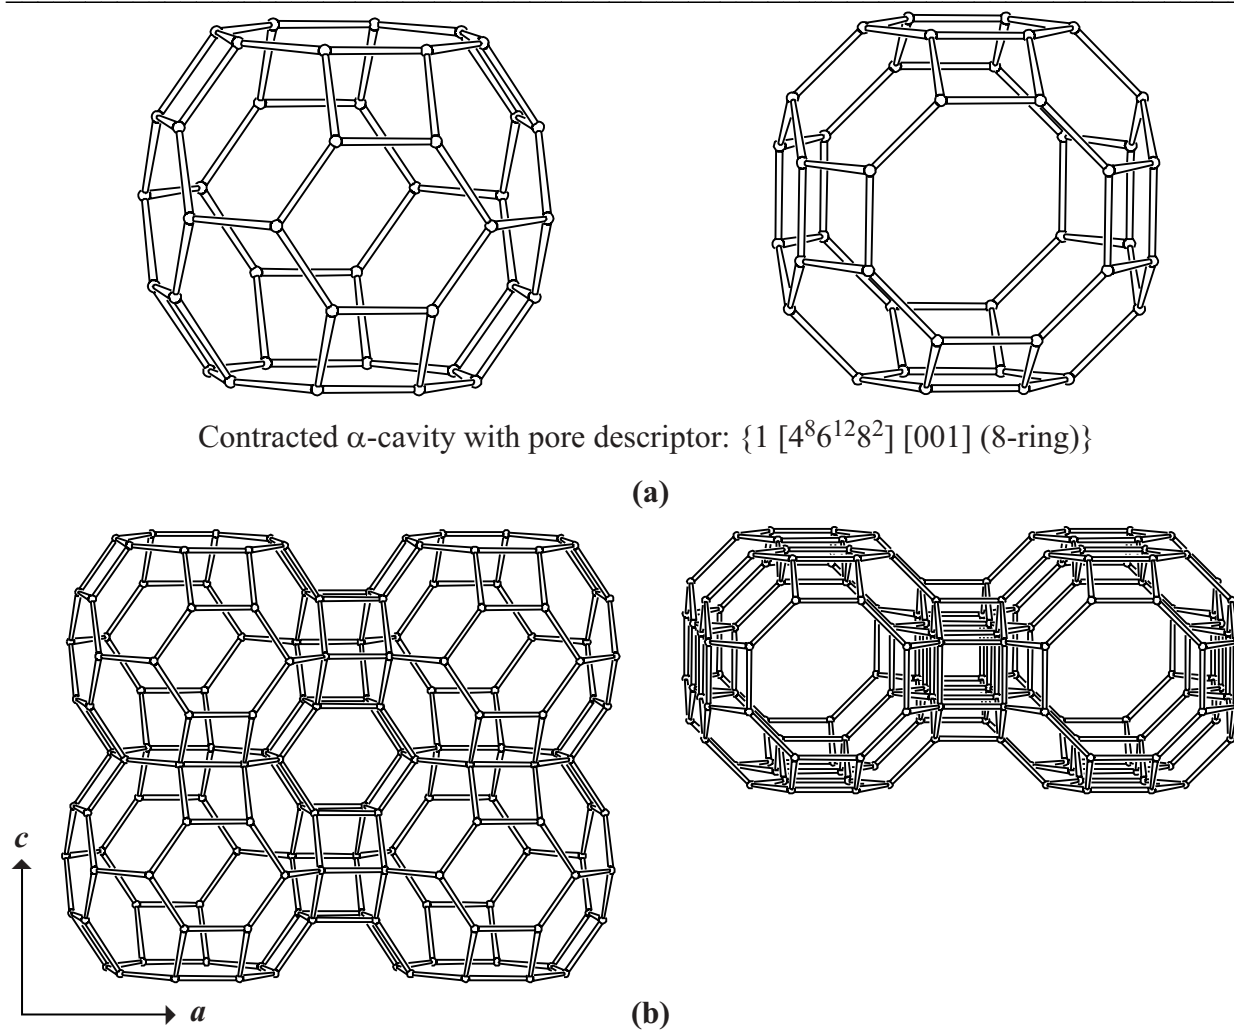 Contracted α-cavity with pore descriptor: {1 [4⁸6¹²8²] [001] (8-ring)}
(a)
c
a
(b)